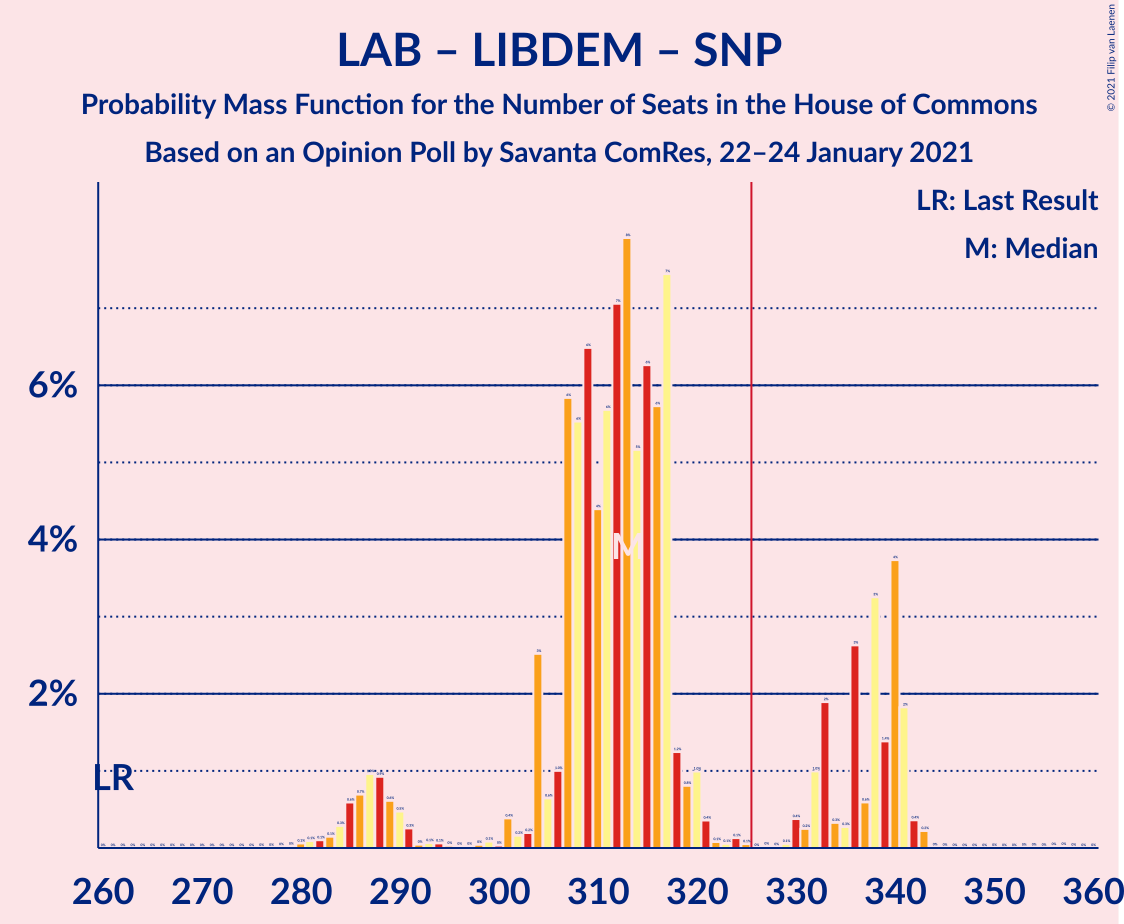 LAB – LIBDEM – SNP
Probability Mass Function for the Number of Seats in the House of Commons
Based on an Opinion Poll by Savanta ComRes, 22–24 January 2021
© 2021 Filip van Laenen
LR: Last Result
M: Median
6%
4%
2%
LR
M
260 270 280 290 300 310 320 330 340 350 360